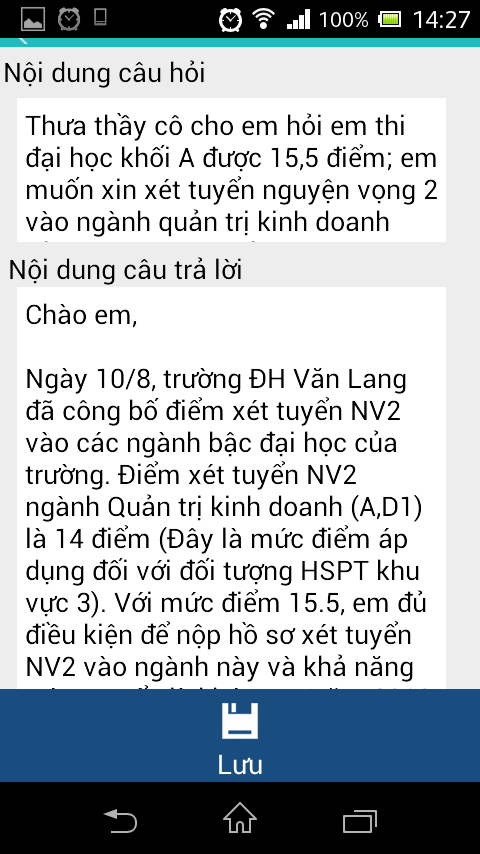 100% 14:27
Nội dung câu hỏi
Thưa thầy cô cho em hỏi em thi
đại học khối A được 15,5 điểm; em
muốn xin xét tuyển nguyện vọng 2
vào ngành quản trị kinh doanh
Nội dung câu trả lời
Chào em,
Ngày 10/8, trường ĐH Văn Lang
đã công bố điểm xét tuyển NV2
vào các ngành bậc đại học của
trường. Điểm xét tuyển NV2
ngành Quản trị kinh doanh (A,D1)
là 14 điểm (Đây là mức điểm áp
dụng đối với đối tượng HSPT khu
vực 3). Với mức điểm 15.5, em đủ
điều kiện để nộp hồ sơ xét tuyển
NV2 vào ngành này và khả năng
Lưu